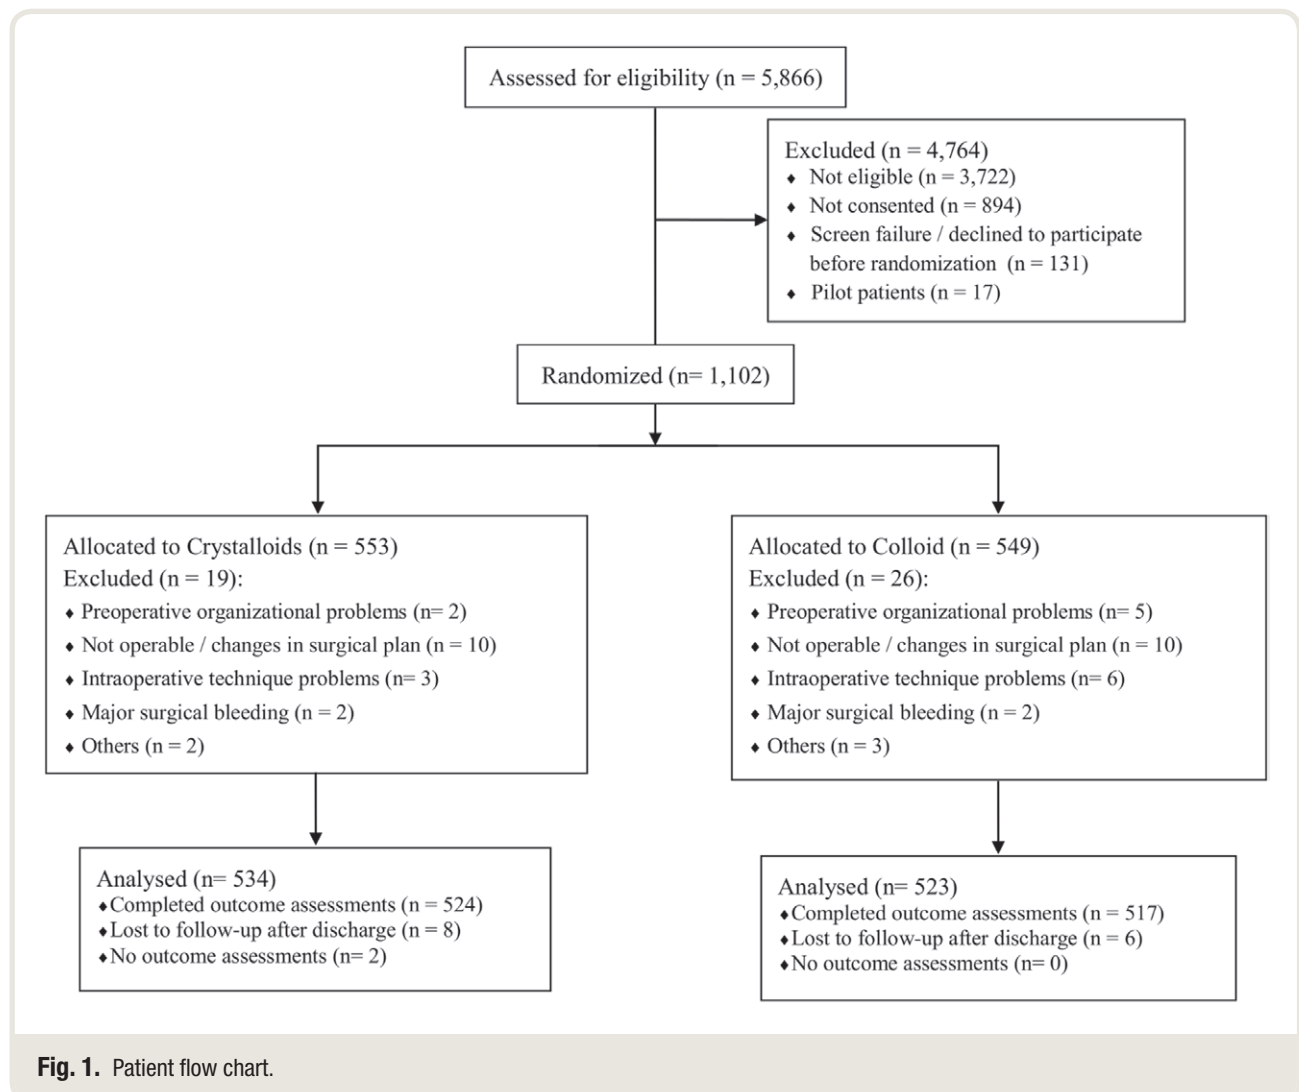 Assessed for eligibility (n = 5,866)
Excluded (n = 4,764)
♦ Not eligible (n = 3,722)
♦ Not consented (n = 894)
♦ Screen failure / declined to participate
before randomization (n = 131)
♦ Pilot patients (n = 17)
Randomized (n= 1,102)
Allocated to Crystalloids (n = 553)
Excluded (n = 19):
♦ Preoperative organizational problems (n= 2)
♦ Not operable / changes in surgical plan (n = 10)
♦ Intraoperative technique problems (n= 3)
♦ Major surgical bleeding (n = 2)
♦ Others (n = 2)
Allocated to Colloid (n = 549)
Excluded (n = 26):
♦ Preoperative organizational problems (n= 5)
♦ Not operable / changes in surgical plan (n = 10)
♦ Intraoperative technique problems (n= 6)
♦ Major surgical bleeding (n = 2)
♦ Others (n = 3)
Analysed (n= 534)
♦Completed outcome assessments (n = 524)
♦Lost to follow-up after discharge (n = 8)
♦No outcome assessments (n= 2)
Analysed (n= 523)
♦Completed outcome assessments (n = 517)
♦Lost to follow-up after discharge (n = 6)
♦No outcome assessments (n= 0)
Fig. 1. Patient flow chart.